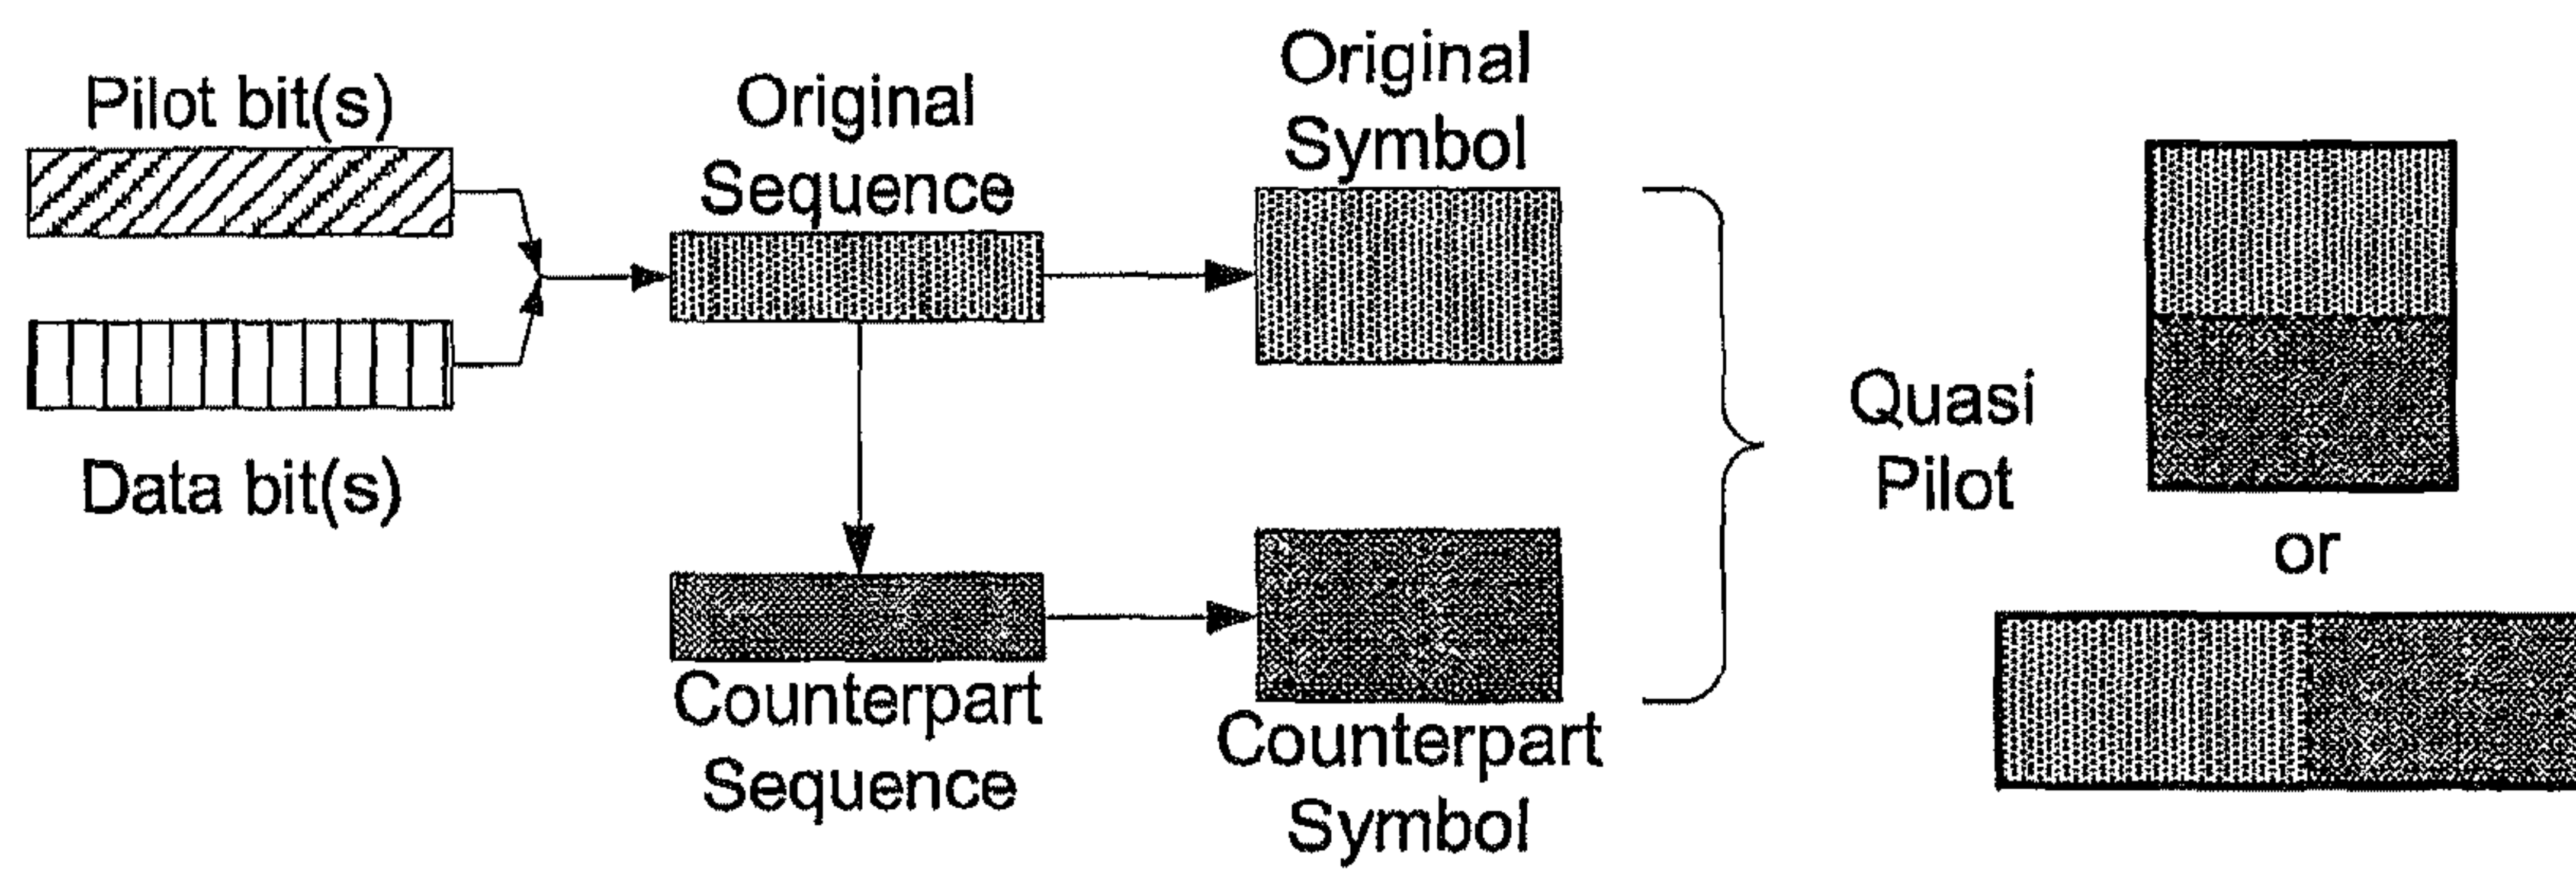 Pilot bit(s)
Data bit(s)
Original
Sequence
Counterpart
Sequence
Original
Symbol
Counterpart
Symbol
Quasi
Pilot
or